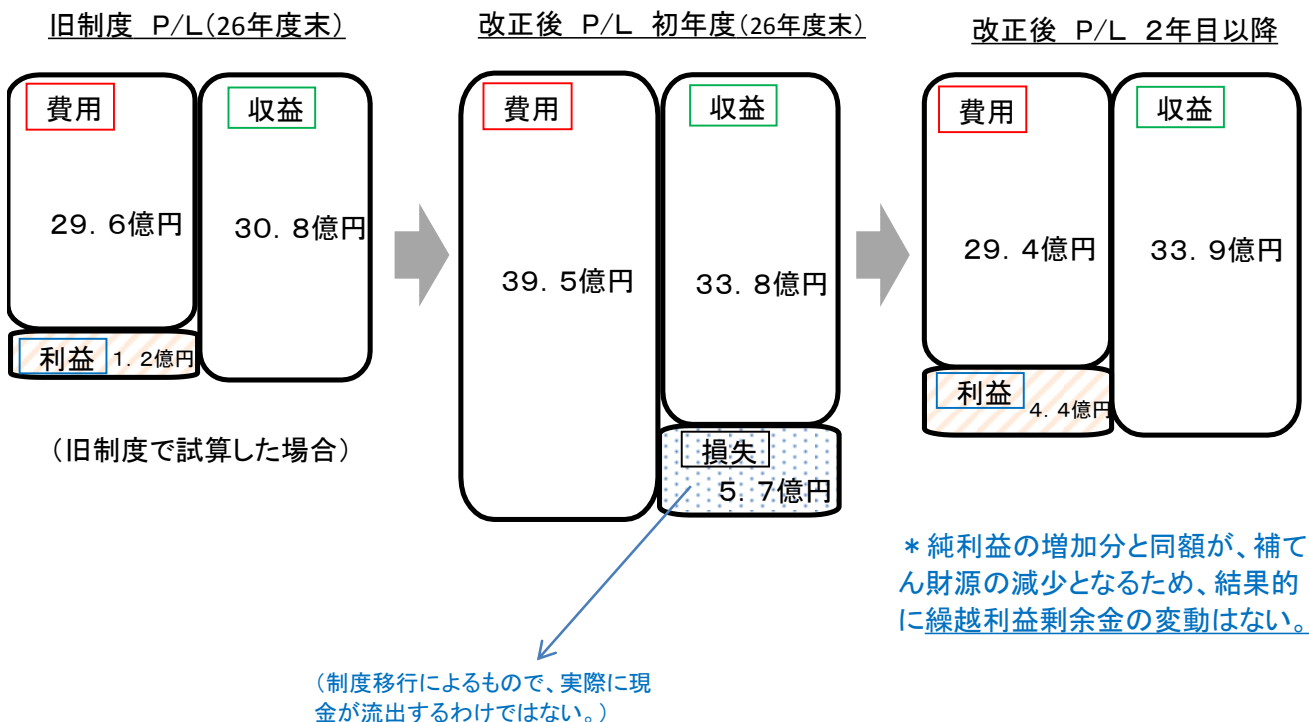 旧制度 P/L(26年度末)
費用
収益
29.6億円
30.8億円
利益
1.2億円
(旧制度で試算した場合)
改正後 P/L 初年度(26年度末)
費用
収益
39.5億円
33.8億円
損失
5.7億円
(制度移行によるもので、実際に現
金が流出するわけではない。)
改正後 P/L 2年目以降
費用
収益
29.4億円
33.9億円
利益
4.4億円
*純利益の増加分と同額が、補て
ん財源の減少となるため、結果的
に繰越利益剰余金の変動はない。